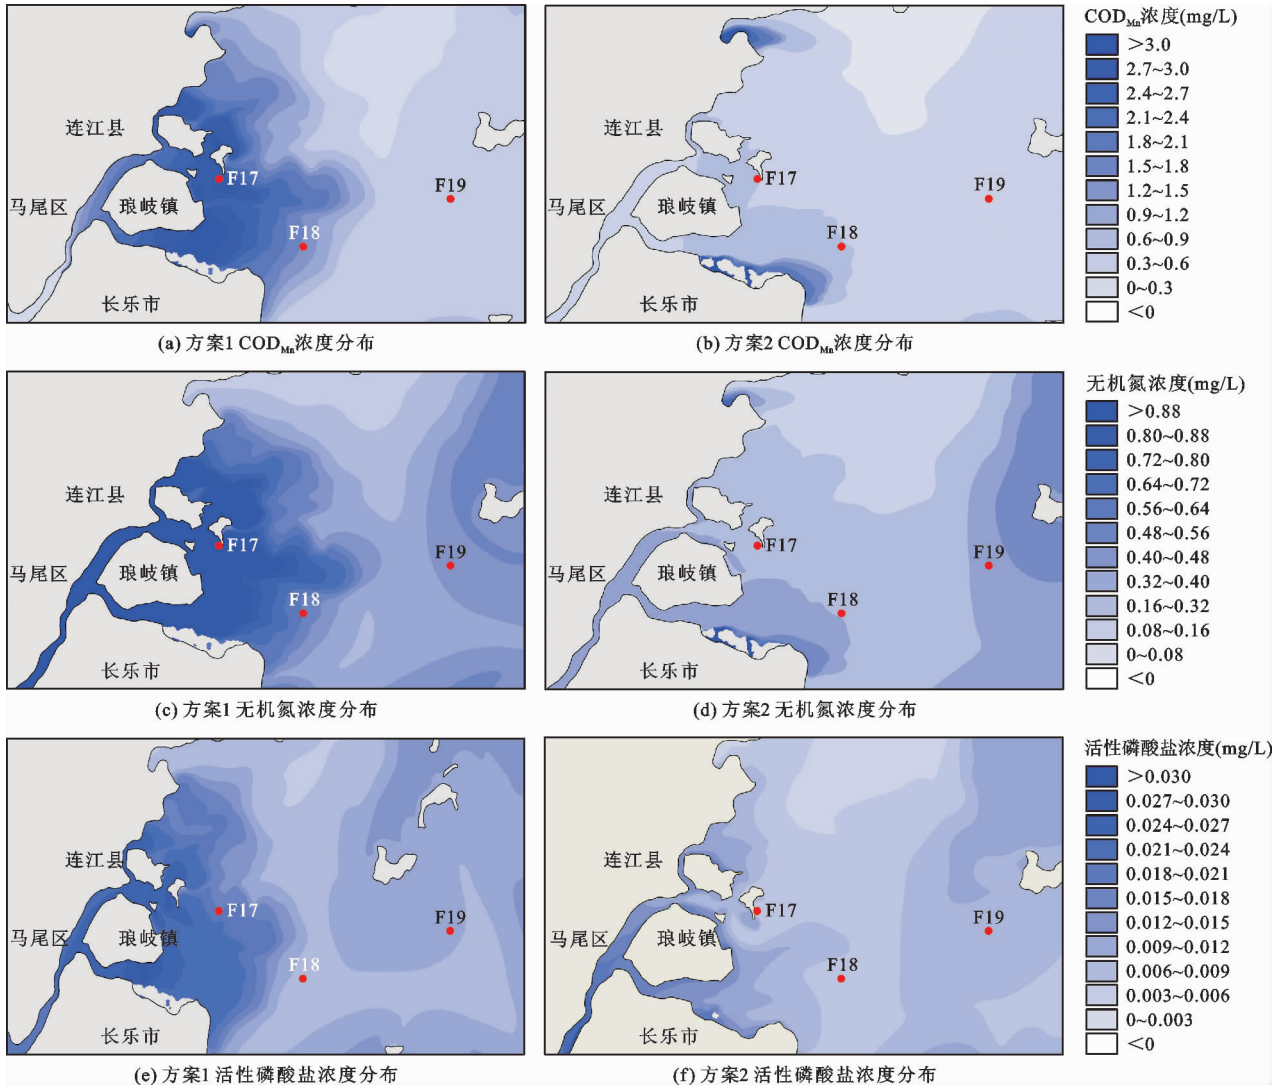 连江县
马尾区
琅岐镇
长乐市
F17
F18
F19
(a) 方案1 CODMn浓度分布
连江县
马尾区
琅岐镇
长乐市
F17
F18
F19
(b) 方案2 CODMn浓度分布
CODMn浓度(mg/L)
＞3.0
2.7~3.0
2.4~2.7
2.1~2.4
1.8~2.1
1.5~1.8
1.2~1.5
0.9~1.2
0.6~0.9
0.3~0.6
0~0.3
＜0
连江县
马尾区
琅岐镇
长乐市
F17
F18
F19
(c) 方案1 无机氮浓度分布
连江县
马尾区
琅岐镇
长乐市
F17
F18
F19
(d) 方案2 无机氮浓度分布
无机氮浓度(mg/L)
＞0.88
0.80~0.88
0.72~0.80
0.64~0.72
0.56~0.64
0.48~0.56
0.40~0.48
0.32~0.40
0.16~0.32
0.08~0.16
0~0.08
＜0
连江县
马尾区
琅岐镇
长乐市
F17
F18
F19
(e) 方案1 活性磷酸盐浓度分布
连江县
马尾区
琅岐镇
长乐市
F17
F18
F19
(f) 方案2 活性磷酸盐浓度分布
活性磷酸盐浓度(mg/L)
＞0.030
0.027~0.030
0.024~0.027
0.021~0.024
0.018~0.021
0.015~0.018
0.012~0.015
0.009~0.012
0.006~0.009
0.003~0.006
0~0.003
＜0